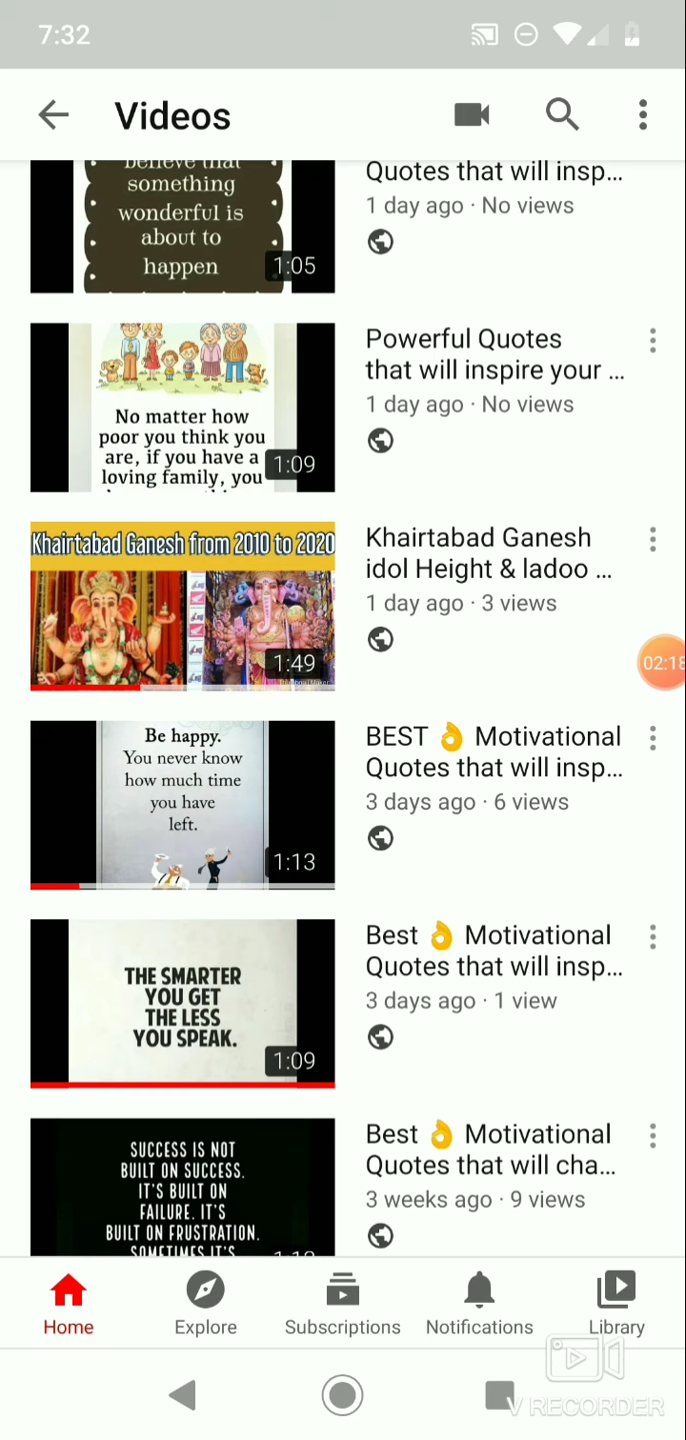 7:32
Videos
believe that
something
wonderful is
about to
happen
1:05
Quotes that will insp...
1 day ago · No views
No matter how
poor you think you
are, if you have a
loving family, you
1:09
Powerful Quotes
that will inspire your ...
1 day ago · No views
Khairtabad Ganesh from 2010 to 2020
1:49
Khairtabad Ganesh
idol Height & ladoo ...
1 day ago · 3 views
02:18
Be happy.
You never know
how much time
you have
left.
1:13
BEST 👌 Motivational
Quotes that will insp...
3 days ago · 6 views
THE SMARTER
YOU GET
THE LESS
YOU SPEAK.
1:09
Best 👌 Motivational
Quotes that will insp...
3 days ago · 1 view
SUCCESS IS NOT
BUILT ON SUCCESS.
IT'S BUILT ON
FAILURE. IT'S
BUILT ON FRUSTRATION.
SOMETIMES IT'S
Best 👌 Motivational
Quotes that will cha...
3 weeks ago · 9 views
Home
Explore
Subscriptions
Notifications
Library
V RECORDER